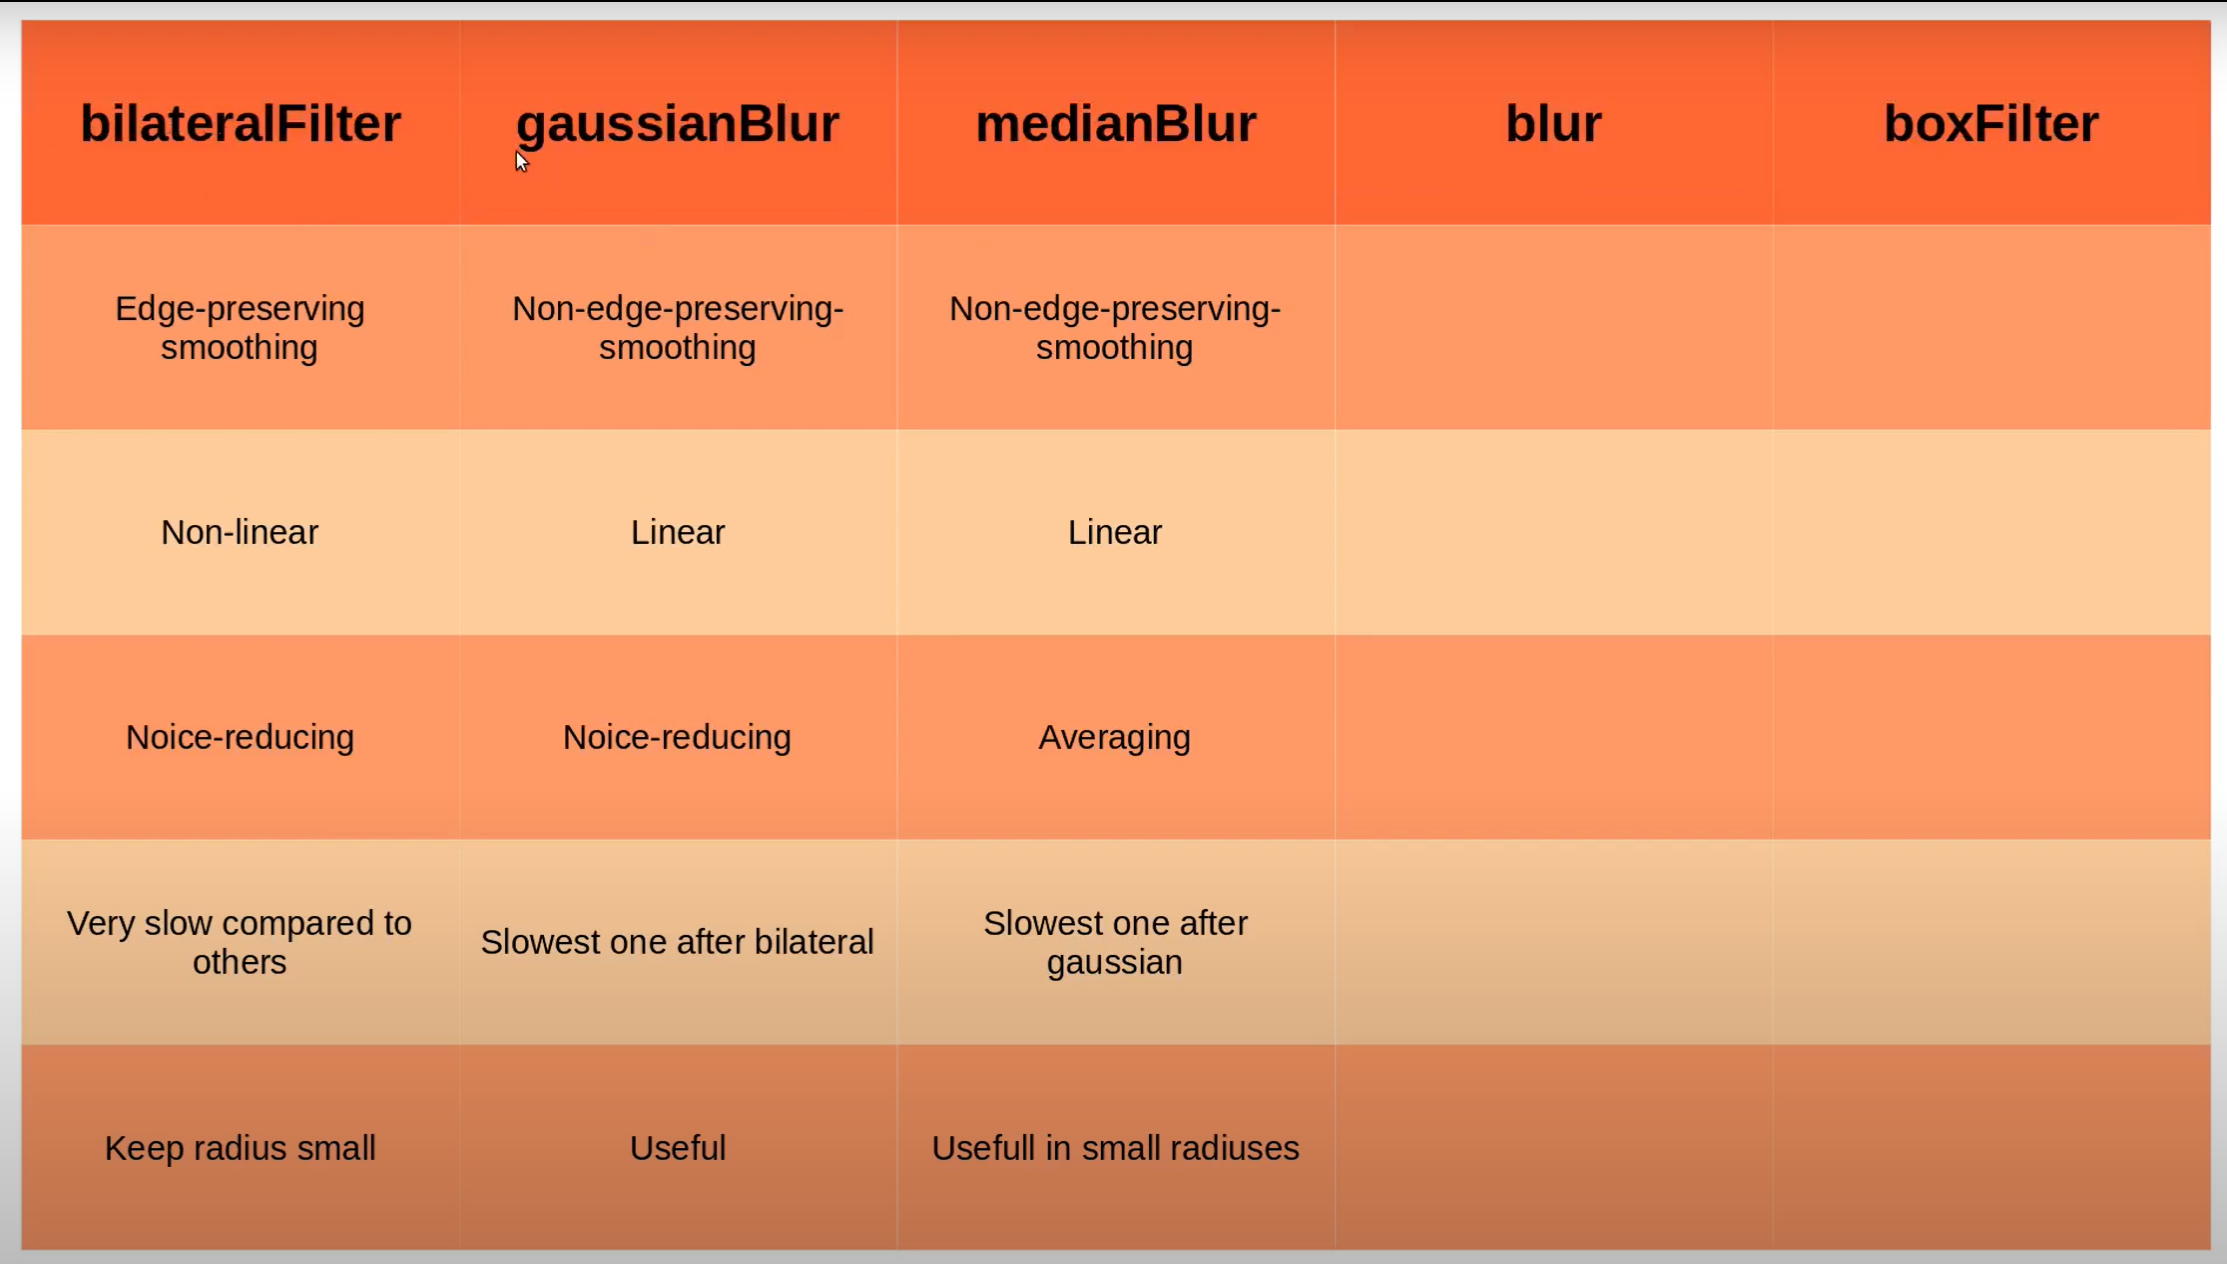 bilateralFilter gaussianBlur medianBlur blur boxFilter
Edge-preserving
smoothing
Non-edge-preserving-
smoothing
Non-edge-preserving-
smoothing
Non-linear Linear Linear
Noice-reducing Noice-reducing Averaging
Very slow compared to
others
Slowest one after bilateral
Slowest one after
gaussian
Keep radius small Useful Usefull in small radiuses